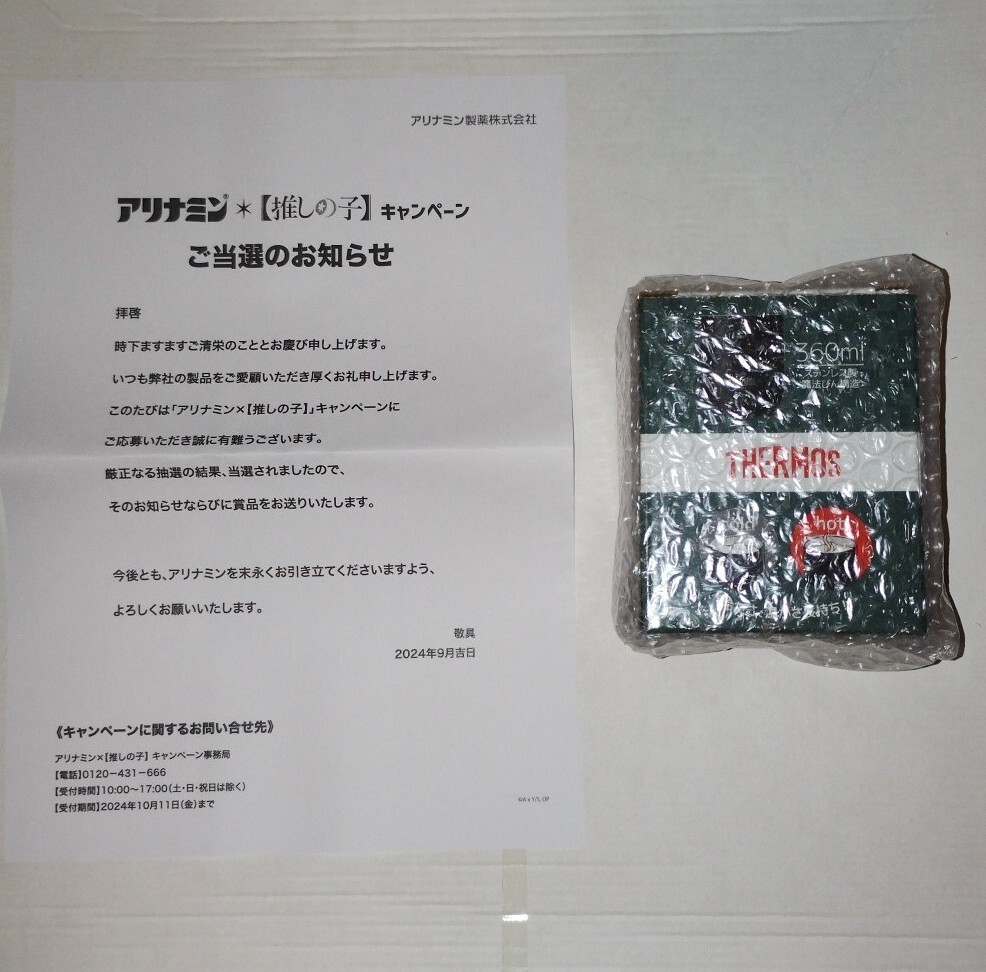 アリナミン製薬株式会社
アリナミン®＊【推しの子】キャンペーン
ご当選のお知らせ
拝啓
時下ますますご清栄のこととお慶び申し上げます。
いつも弊社の製品をご愛顧いただき厚くお礼申し上げます。
このたびは「アリナミン×【推しの子】」キャンペーンに
ご応募いただき誠に有難うございます。
厳正なる抽選の結果、当選されましたので、
そのお知らせならびに賞品をお送りいたします。
今後とも、アリナミンを末永くお引き立てくださいますよう、
よろしくお願いいたします。
敬具
2024年9月吉日
《キャンペーンに関するお問い合せ先》
アリナミン×【推しの子】キャンペーン事務局
【電話】0120-431-666
【受付時間】10:00〜17:00(土・日・祝日は除く)
【受付期間】2024年10月11日(金)まで
360ml
ステンレス製
魔法びん構造
THERMOS
cold
hot